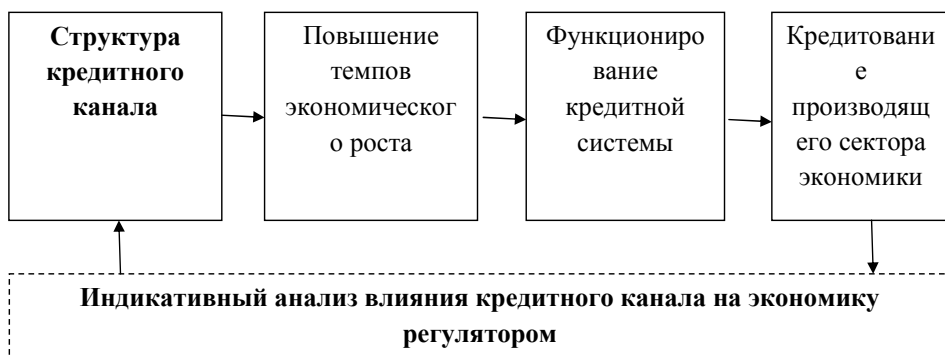 Структура
кредитного
канала
Повышение
темпов
экономическог
о роста
Функциониро
вание
кредитной
системы
Кредитовани
е
производящ
его сектора
экономики
Индикативный анализ влияния кредитного канала на экономику
регулятором